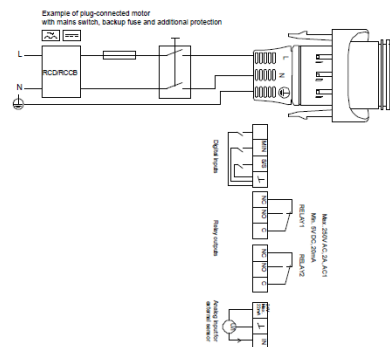 Example of plug-connected motor
with mains switch, backup fuse and additional protection
L
RCD/RCCB
N
L
N
Digital inputs
MIN
S/S
Relay outputs
NC
NO
C
RELAY1
NC
NO
C
RELAY2
Max. 250V AC, 2A, AC1
Min. 5V DC, 20mA
Analog input for
external sensor
IN